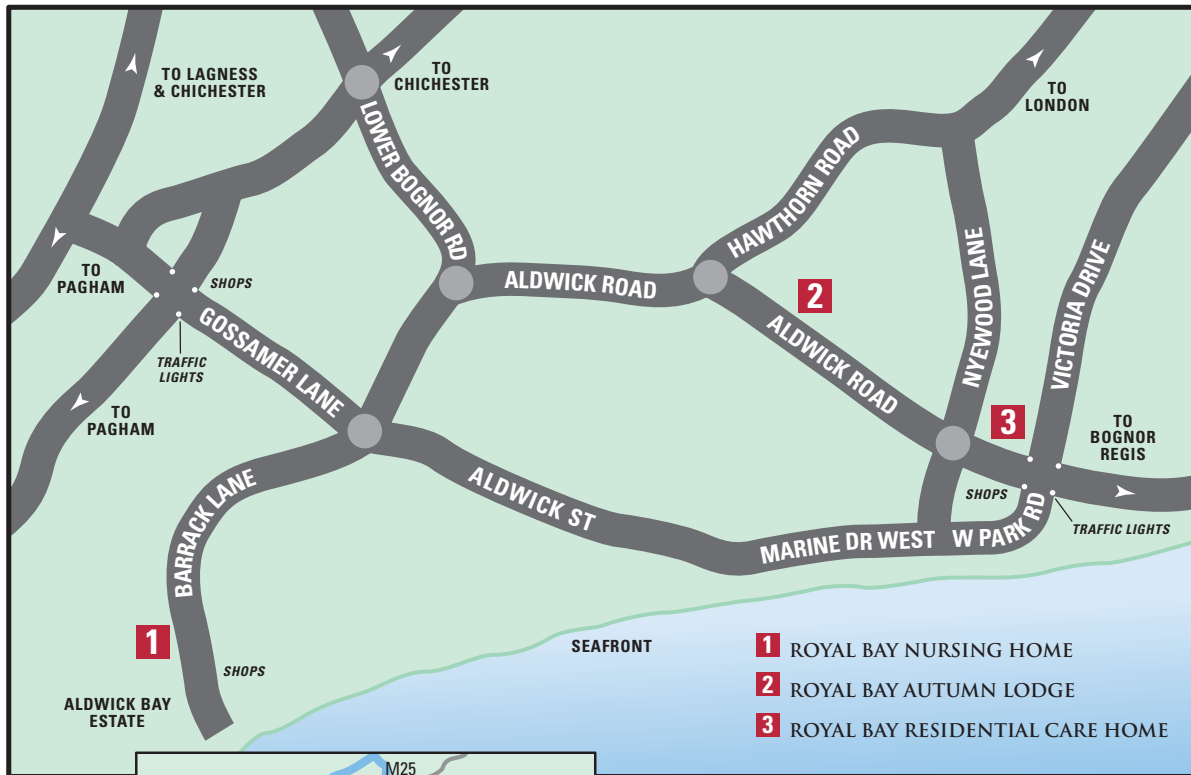 TO LAGNESS
& CHICHESTER
TO
CHICHESTER
TO
LONDON
LOWER BOGNOR RD
HAWTHORN ROAD
NYEWOOD LANE
VICTORIA DRIVE
TO
PAGHAM
SHOPS
ALDWICK ROAD
2
ALDWICK ROAD
GOSSAMER LANE
TRAFFIC
LIGHTS
TO
PAGHAM
3
TO
BOGNOR
REGIS
BARRACK LANE
ALDWICK ST
SHOPS
MARINE DR WEST
W PARK RD
TRAFFIC LIGHTS
1
SHOPS
ALDWICK BAY
ESTATE
SEAFRONT
1 ROYAL BAY NURSING HOME
2 ROYAL BAY AUTUMN LODGE
3 ROYAL BAY RESIDENTIAL CARE HOME
M25